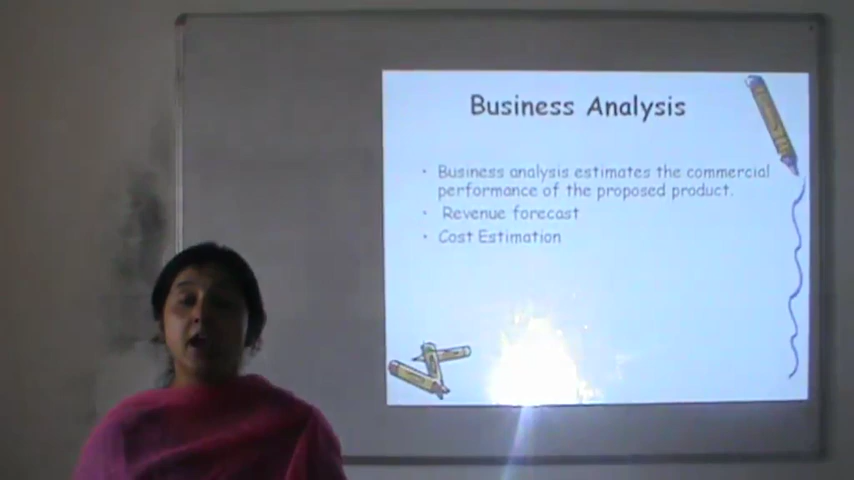 Business Analysis
• Business analysis estimates the commercial
performance of the proposed product.
• Revenue forecast
• Cost Estimation